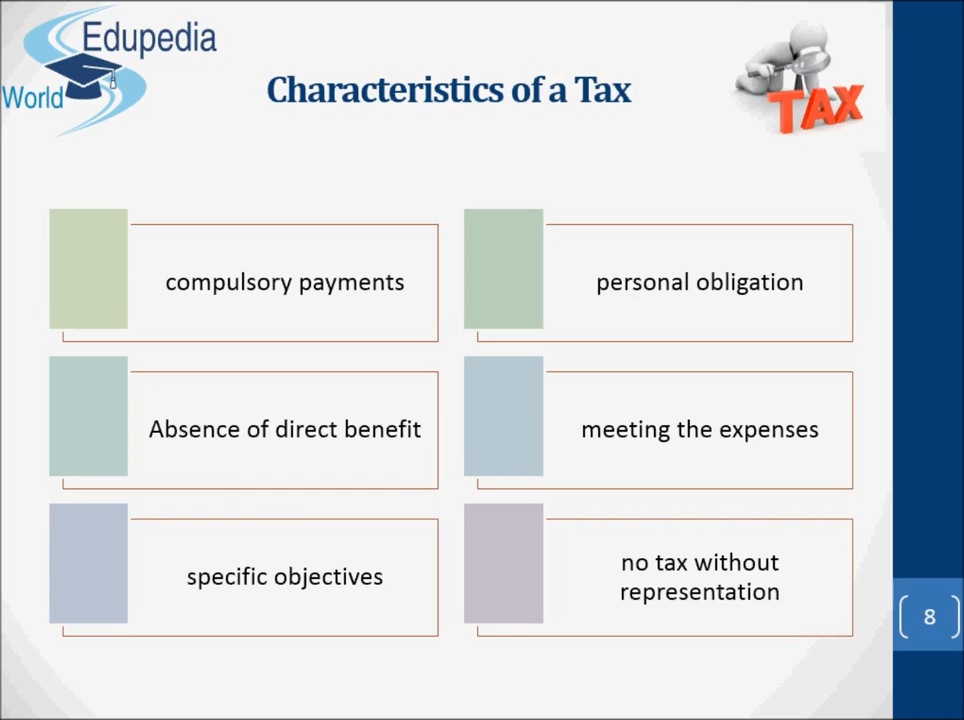 Edupedia
World
Characteristics of a Tax
TAX
compulsory payments
personal obligation
Absence of direct benefit
meeting the expenses
specific objectives
no tax without
representation
8